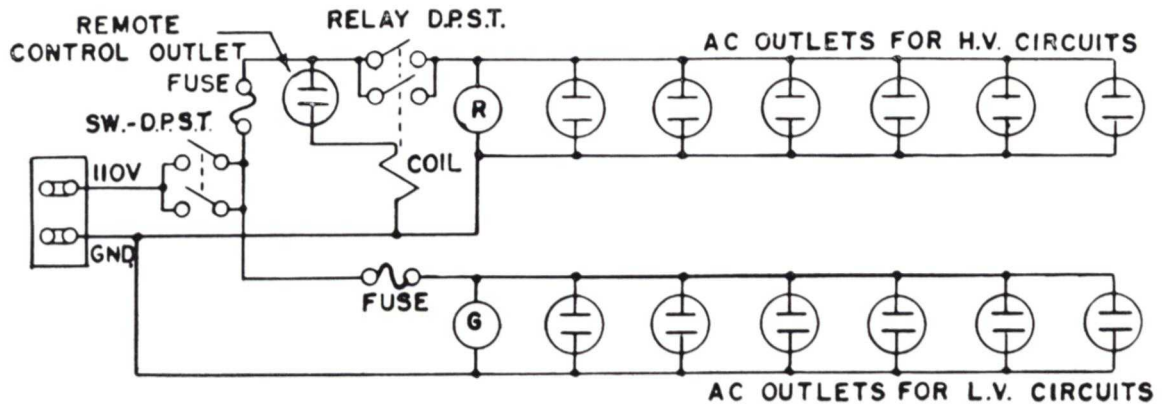 REMOTE
CONTROL OUTLET
RELAY D.P.S.T.
AC OUTLETS FOR H.V. CIRCUITS
FUSE
SW.-D.P.S.T.
R
110V
COIL
GND
FUSE
G
AC OUTLETS FOR L.V. CIRCUITS